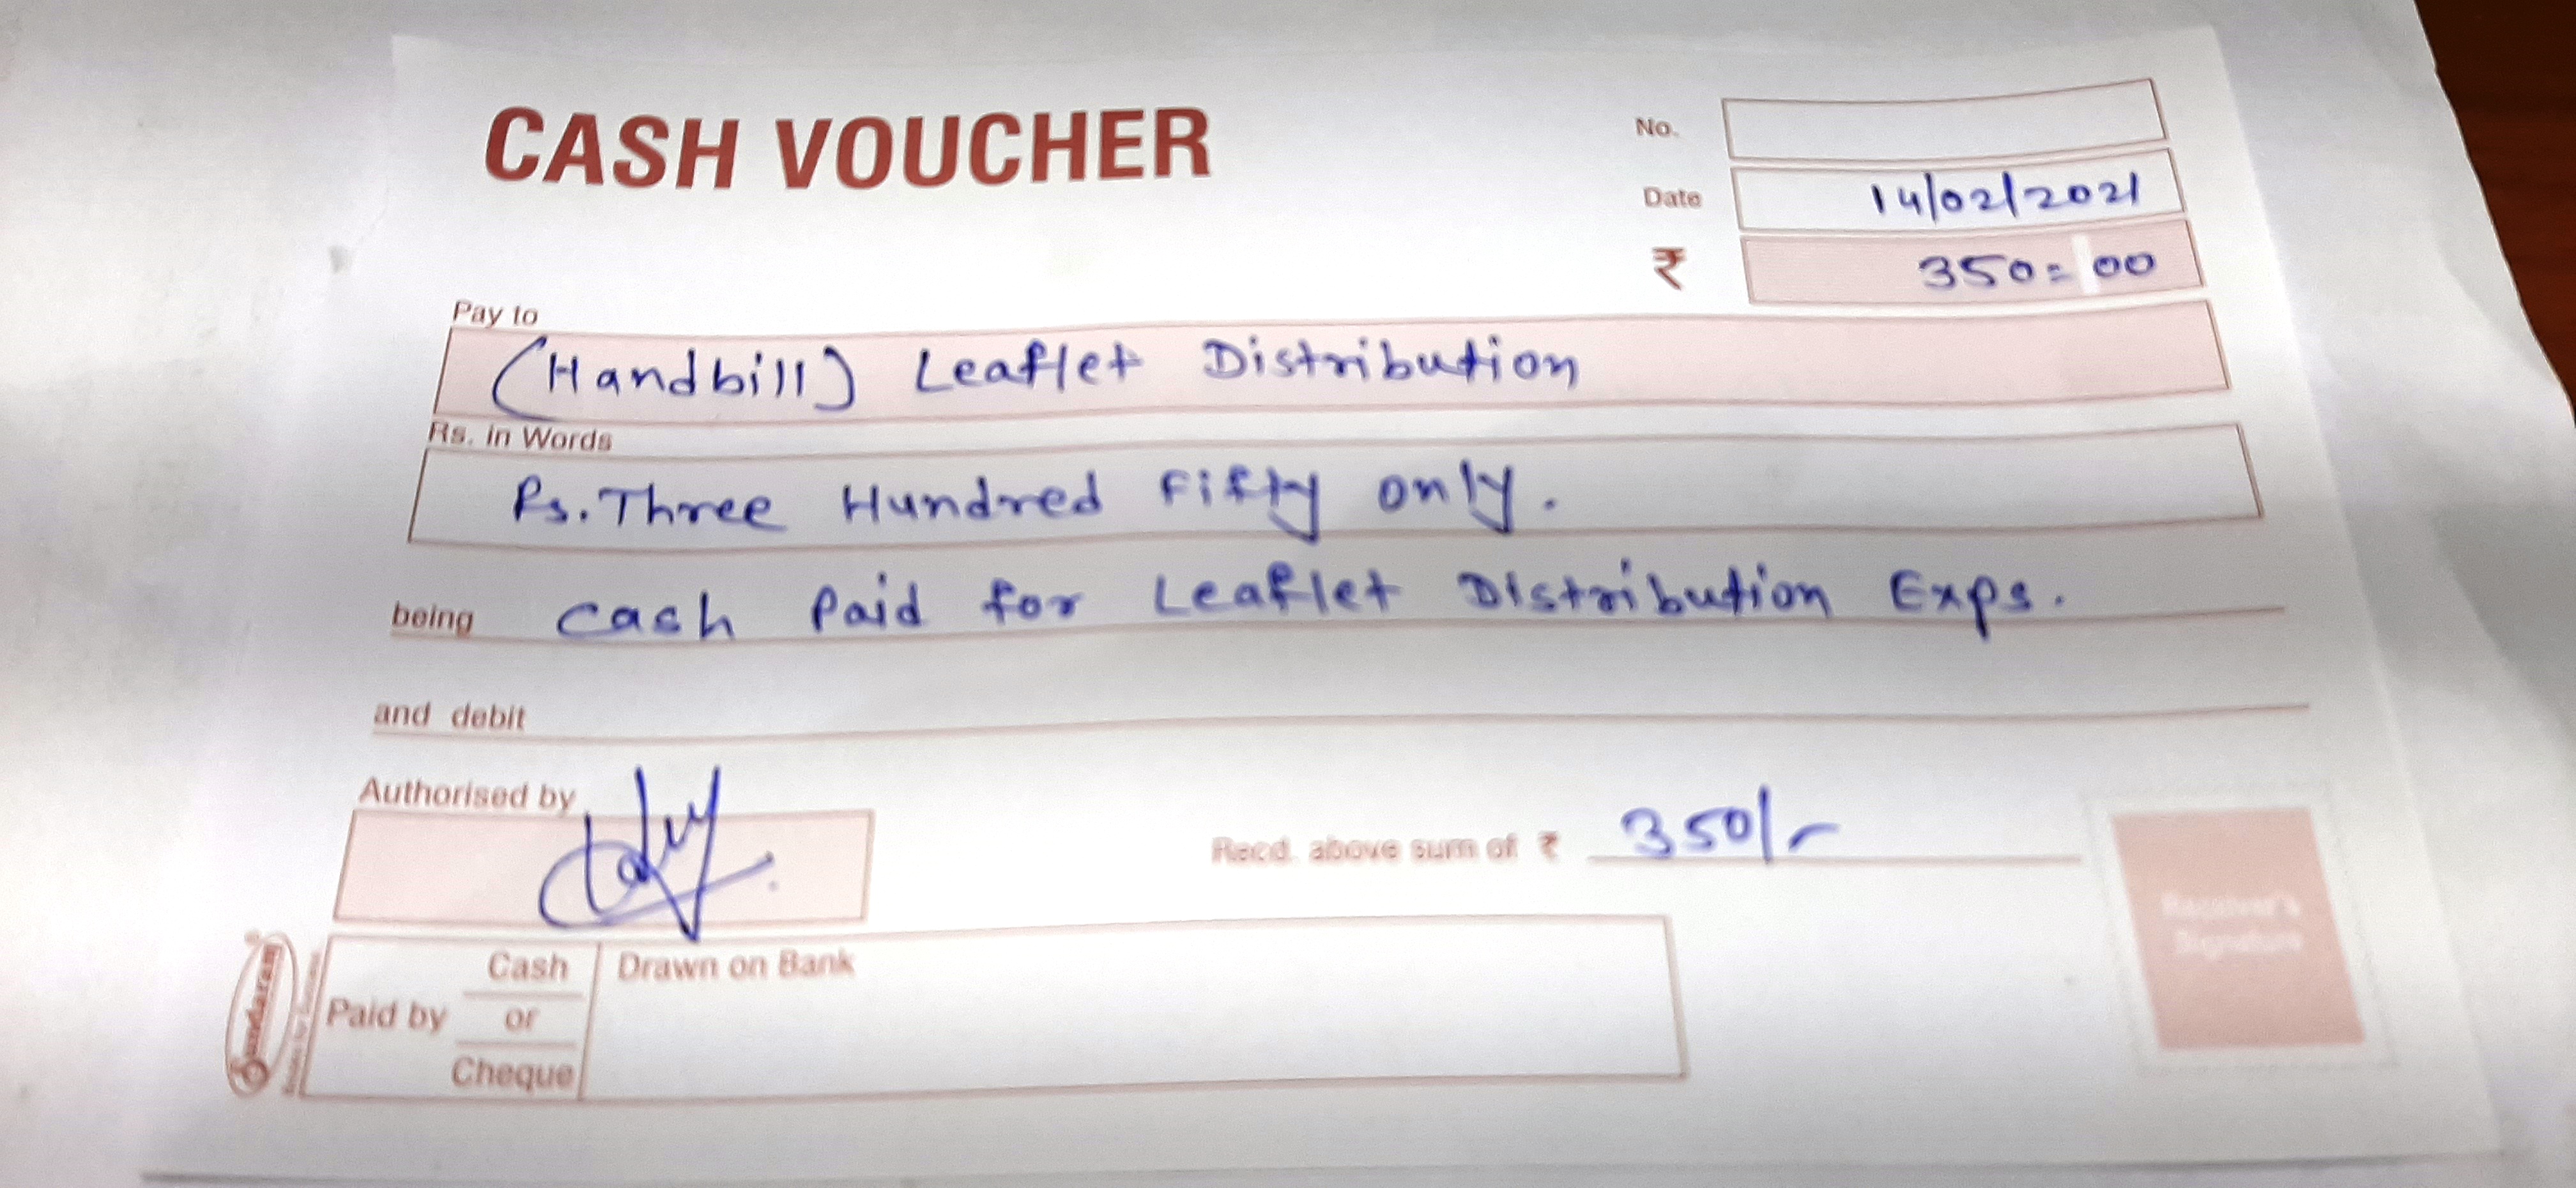 CASH VOUCHER
No.
Date 14/02/2021
₹ 350=00
Pay to
(Handbill) Leaflet Distribution
Rs. in Words
Rs. Three Hundred Fifty only.
being cash Paid for Leaflet Distribution Exps.
and debit
Authorised by
Recd. above sum of ₹ 350/-
Receiver's
Signature
Sundaram
Paid by Cash or Cheque
Drawn on Bank